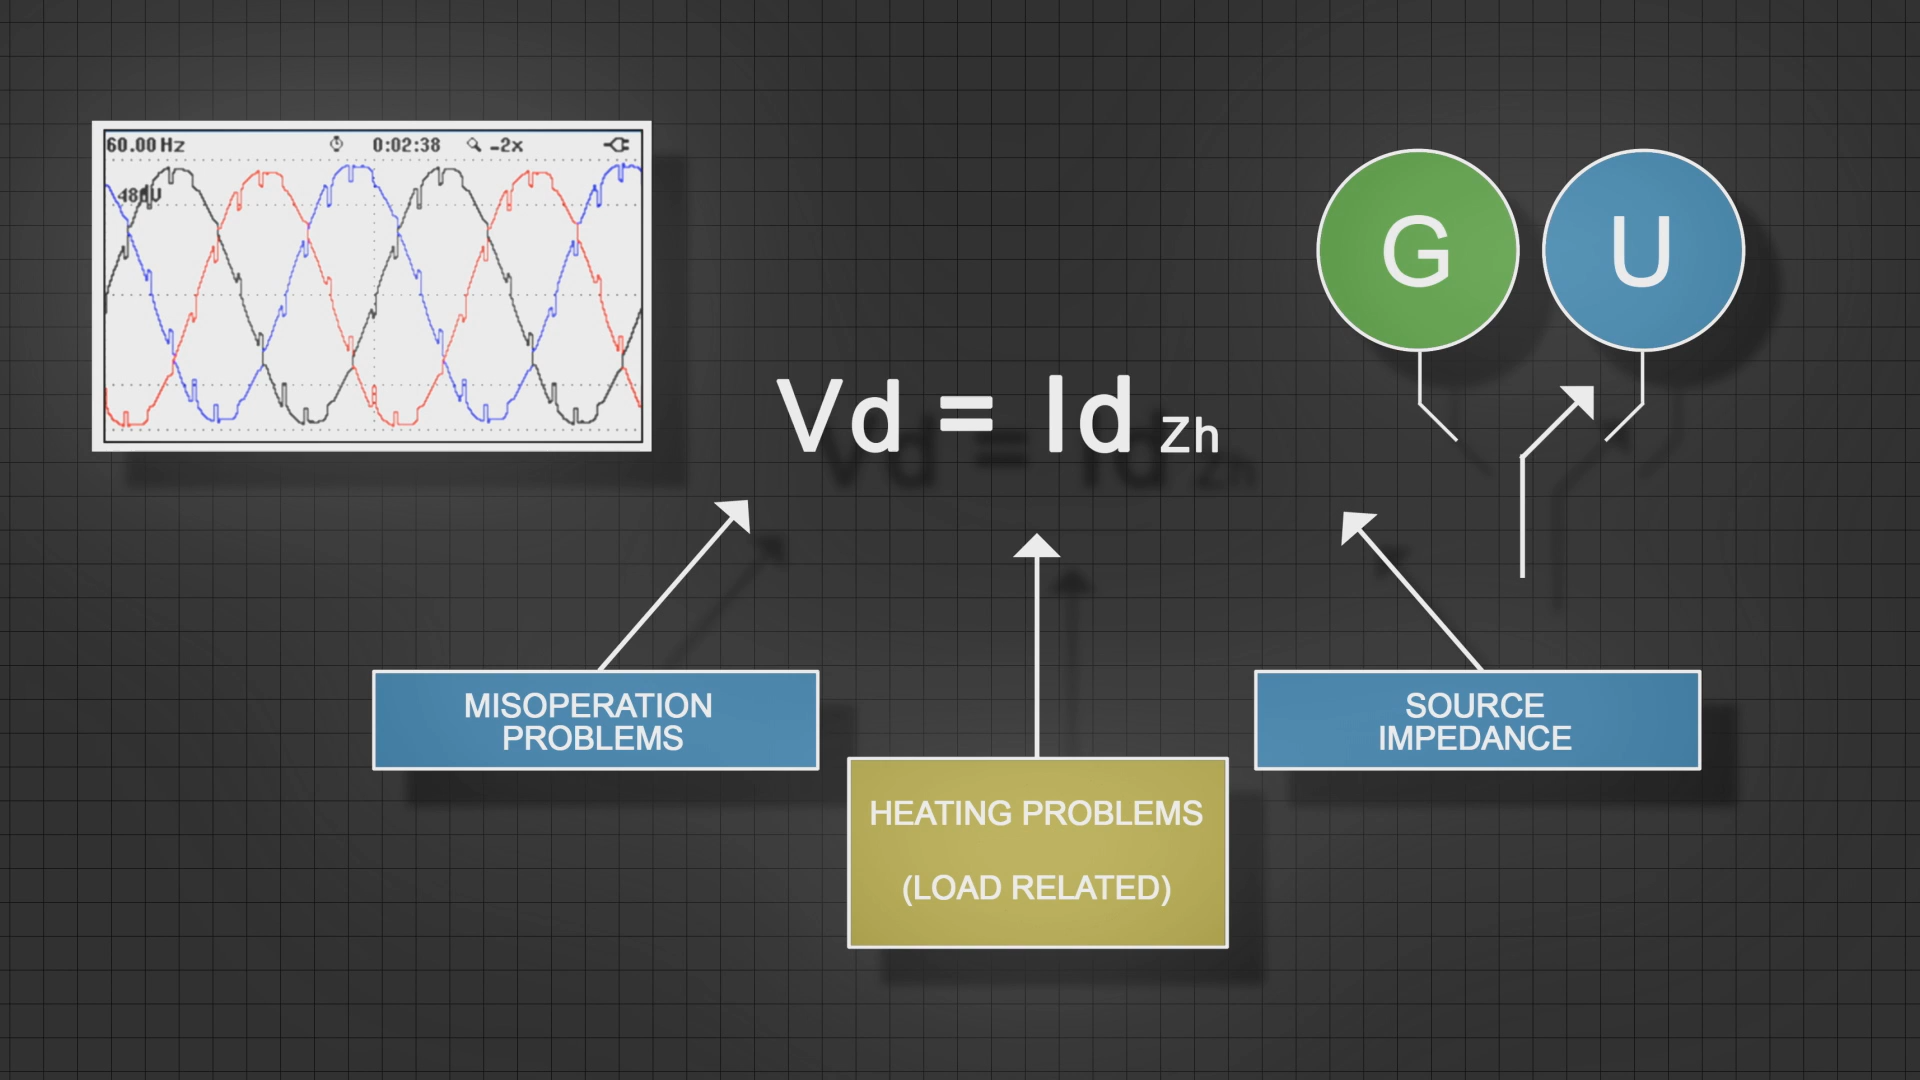 60.00 Hz 0:02:38 -2x
480V
G U
Vd = Id Zh
MISOPERATION
PROBLEMS
HEATING PROBLEMS
(LOAD RELATED)
SOURCE
IMPEDANCE